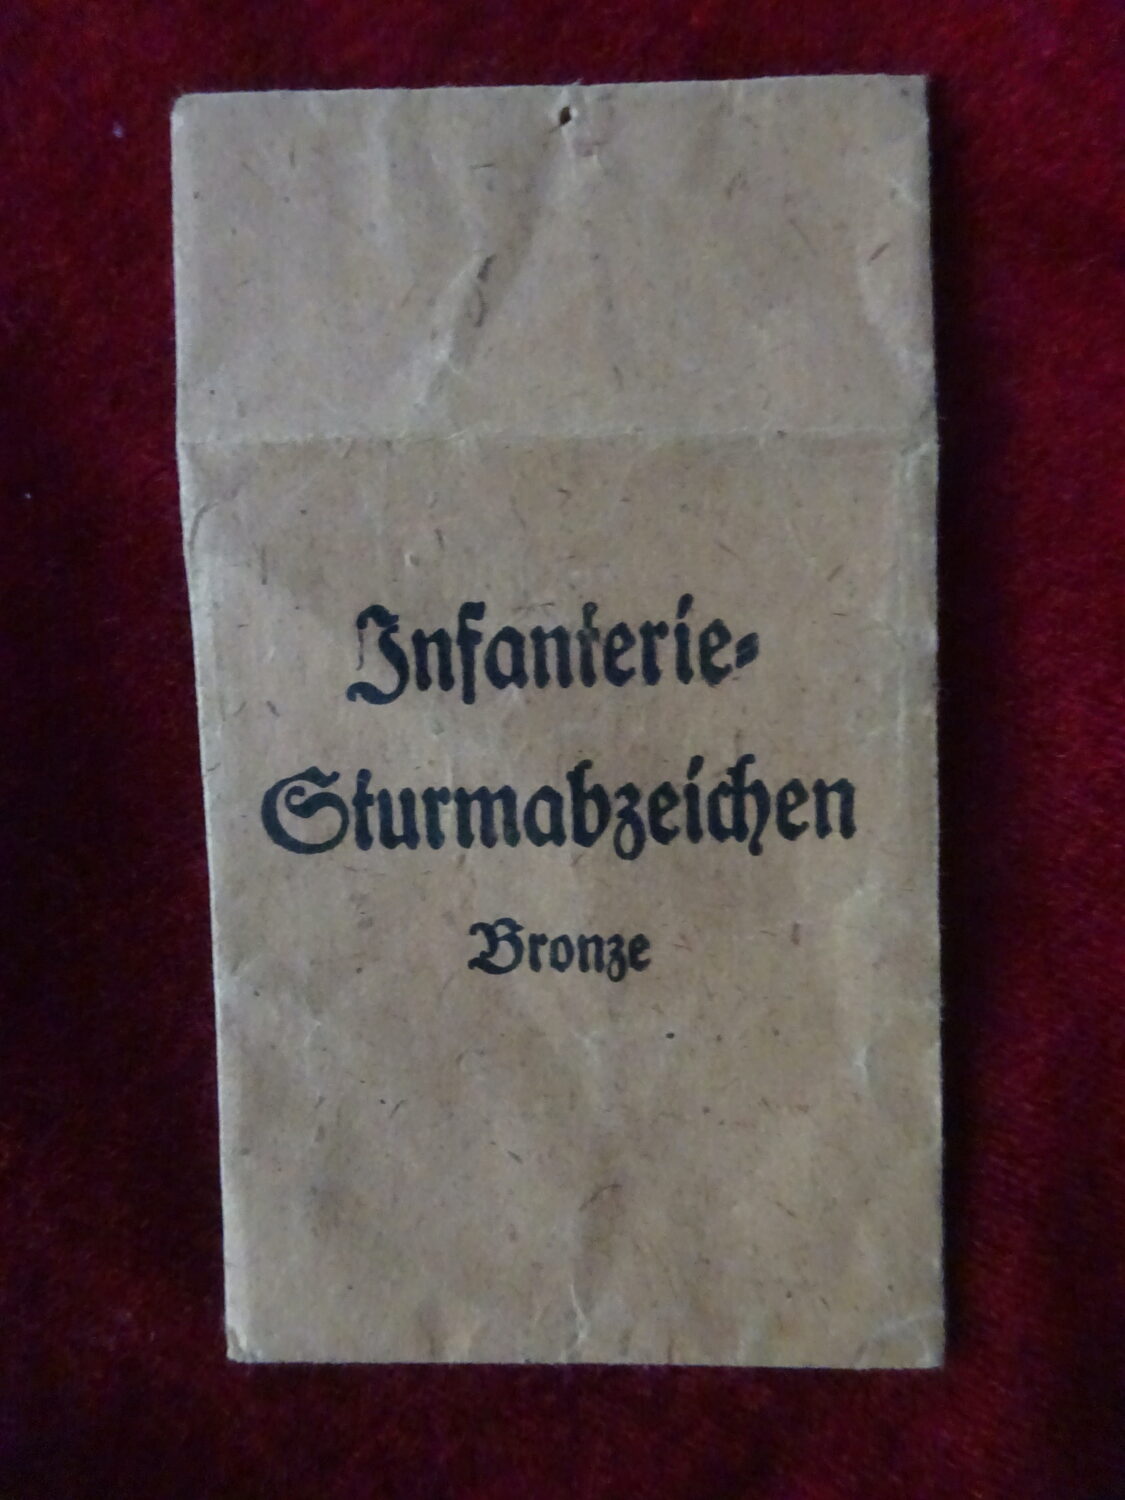 Infanterie-
Sturmabzeichen
Bronze